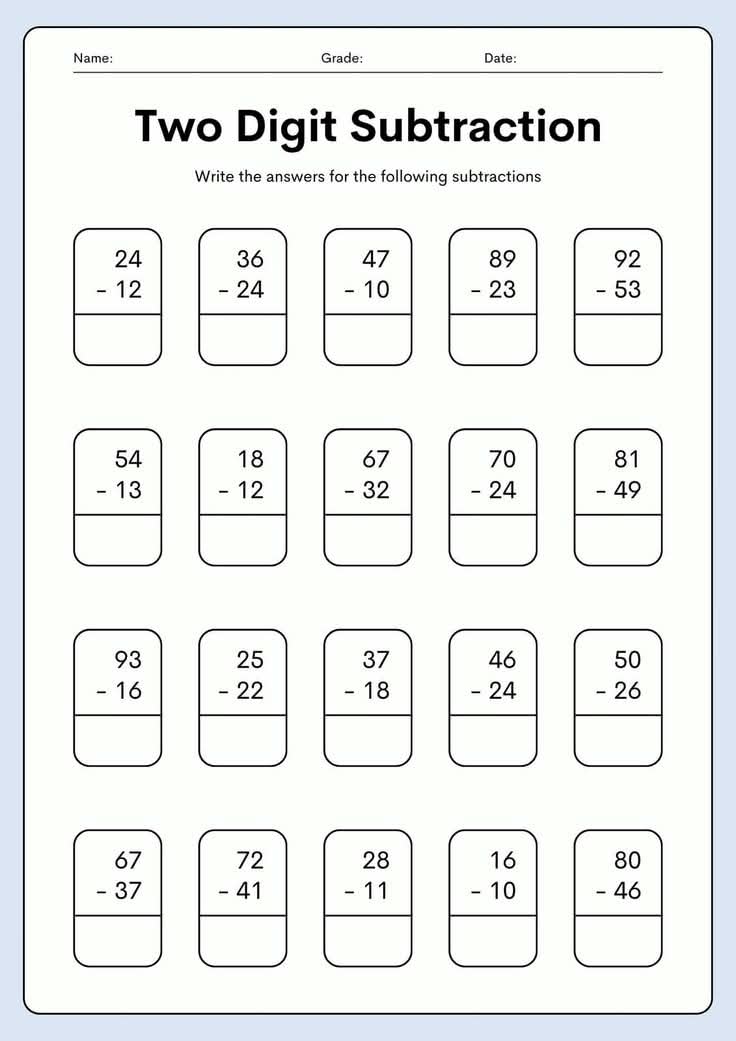 Name: Grade: Date:
Two Digit Subtraction
Write the answers for the following subtractions
24 36 47 89 92
- 12 - 24 - 10 - 23 - 53
54 18 67 70 81
- 13 - 12 - 32 - 24 - 49
93 25 37 46 50
- 16 - 22 - 18 - 24 - 26
67 72 28 16 80
- 37 - 41 - 11 - 10 - 46